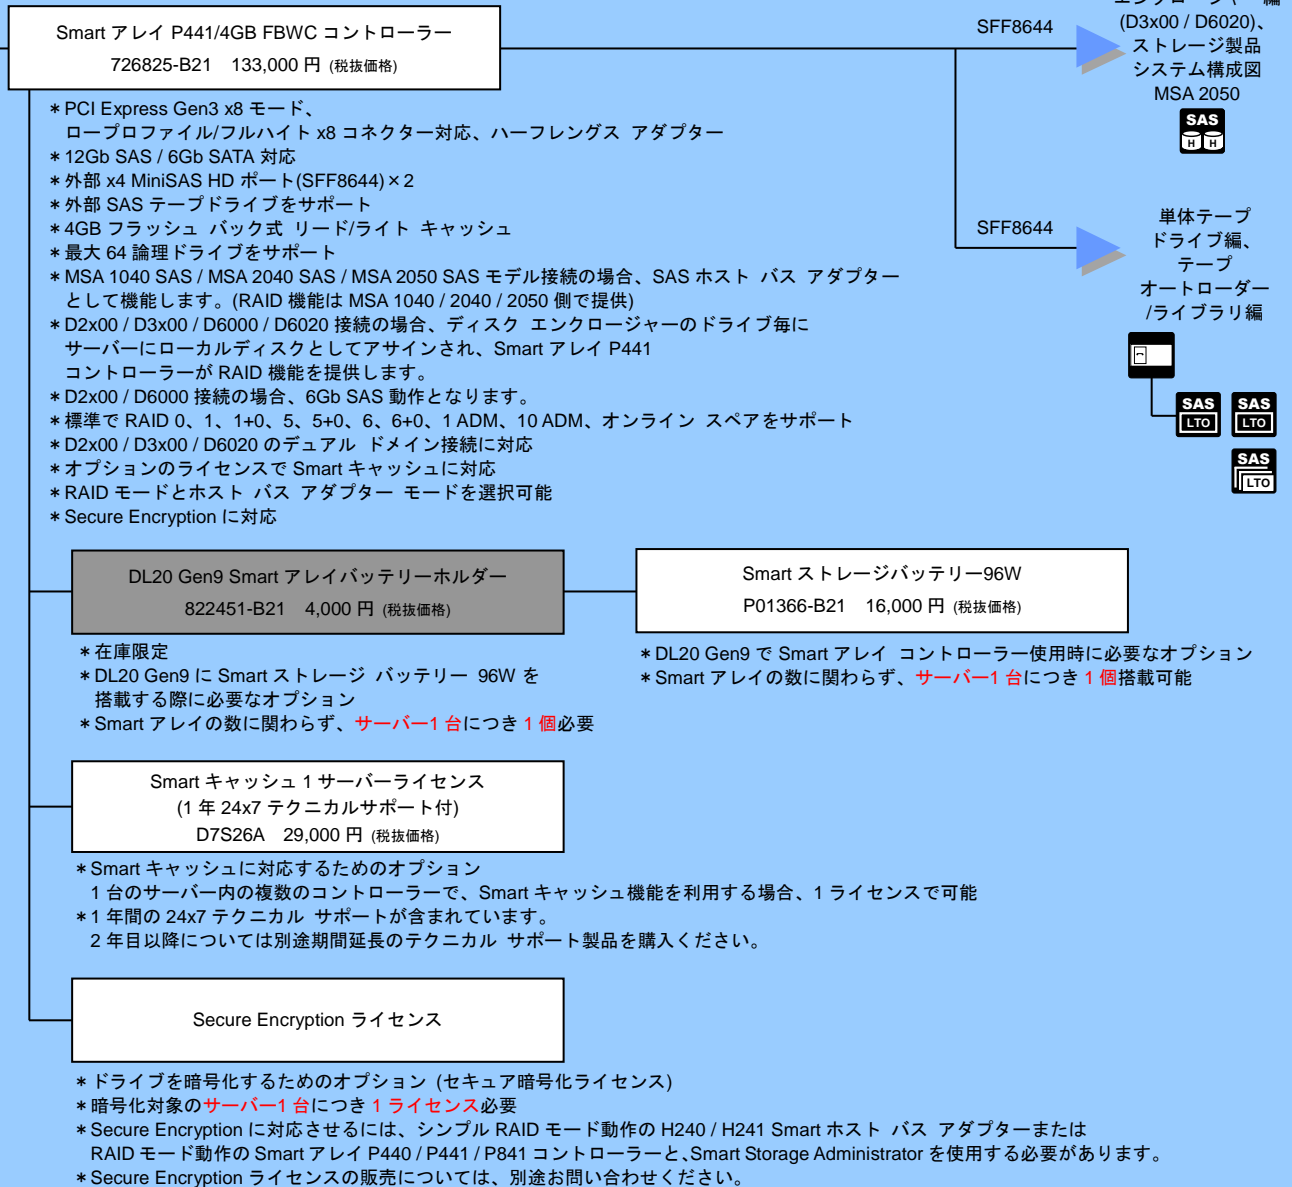 Smart アレイ P441/4GB FBWC コントローラー
726825-B21 133,000 円 (税抜価格)
SFF8644
(D3x00 / D6020)、
ストレージ製品
システム構成図
MSA 2050
SAS
H H
＊PCI Express Gen3 x8 モード、
ロープロファイル/フルハイト x8 コネクター対応、ハーフレングス アダプター
＊12Gb SAS / 6Gb SATA 対応
＊外部 x4 MiniSAS HD ポート(SFF8644)×2
＊外部 SAS テープドライブをサポート
＊4GB フラッシュ バック式 リード/ライト キャッシュ
＊最大 64 論理ドライブをサポート
＊MSA 1040 SAS / MSA 2040 SAS / MSA 2050 SAS モデル接続の場合、SAS ホスト バス アダプター
として機能します。(RAID 機能は MSA 1040 / 2040 / 2050 側で提供)
＊D2x00 / D3x00 / D6000 / D6020 接続の場合、ディスク エンクロージャーのドライブ毎に
サーバーにローカルディスクとしてアサインされ、Smart アレイ P441
コントローラーが RAID 機能を提供します。
＊D2x00 / D6000 接続の場合、6Gb SAS 動作となります。
＊標準で RAID 0、1、1+0、5、5+0、6、6+0、1 ADM、10 ADM、オンライン スペアをサポート
＊D2x00 / D3x00 / D6020 のデュアル ドメイン接続に対応
＊オプションのライセンスで Smart キャッシュに対応
＊RAID モードとホスト バス アダプター モードを選択可能
＊Secure Encryption に対応
SFF8644
単体テープ
ドライブ編、
テープ
オートローダー
/ライブラリ編
SAS LTO
SAS LTO
SAS LTO
DL20 Gen9 Smart アレイバッテリーホルダー
822451-B21 4,000 円 (税抜価格)
＊在庫限定
＊DL20 Gen9 に Smart ストレージ バッテリー 96W を
搭載する際に必要なオプション
＊Smart アレイの数に関わらず、サーバー1 台につき 1 個必要
Smart ストレージバッテリー96W
P01366-B21 16,000 円 (税抜価格)
＊DL20 Gen9 で Smart アレイ コントローラー使用時に必要なオプション
＊Smart アレイの数に関わらず、サーバー1 台につき 1 個搭載可能
Smart キャッシュ 1 サーバーライセンス
(1 年 24x7 テクニカルサポート付)
D7S26A 29,000 円 (税抜価格)
＊Smart キャッシュに対応するためのオプション
1 台のサーバー内の複数のコントローラーで、Smart キャッシュ機能を利用する場合、1 ライセンスで可能
＊1 年間の 24x7 テクニカル サポートが含まれています。
2 年目以降については別途期間延長のテクニカル サポート製品を購入ください。
Secure Encryption ライセンス
＊ドライブを暗号化するためのオプション (セキュア暗号化ライセンス)
＊暗号化対象のサーバー1 台につき 1 ライセンス必要
＊Secure Encryption に対応させるには、シンプル RAID モード動作の H240 / H241 Smart ホスト バス アダプターまたは
RAID モード動作の Smart アレイ P440 / P441 / P841 コントローラーと、Smart Storage Administrator を使用する必要があります。
＊Secure Encryption ライセンスの販売については、別途お問い合わせください。